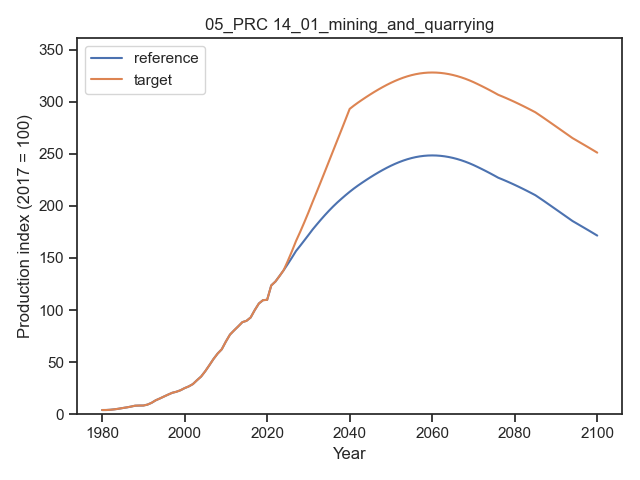 05_PRC 14_01_mining_and_quarrying
reference
target
Production index (2017 = 100)
350
300
250
200
150
100
50
0
1980 2000 2020 2040 2060 2080 2100
Year